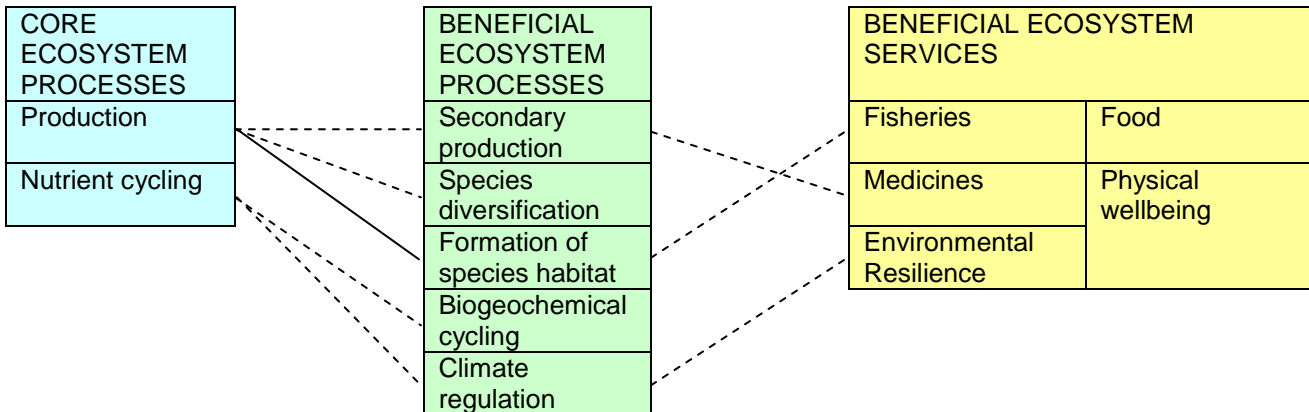 CORE
ECOSYSTEM
PROCESSES
Production
Nutrient cycling
BENEFICIAL
ECOSYSTEM
PROCESSES
Secondary
production
Species
diversification
Formation of
species habitat
Biogeochemical
cycling
Climate
regulation
BENEFICIAL ECOSYSTEM
SERVICES
Fisheries
Food
Medicines
Physical
wellbeing
Environmental
Resilience